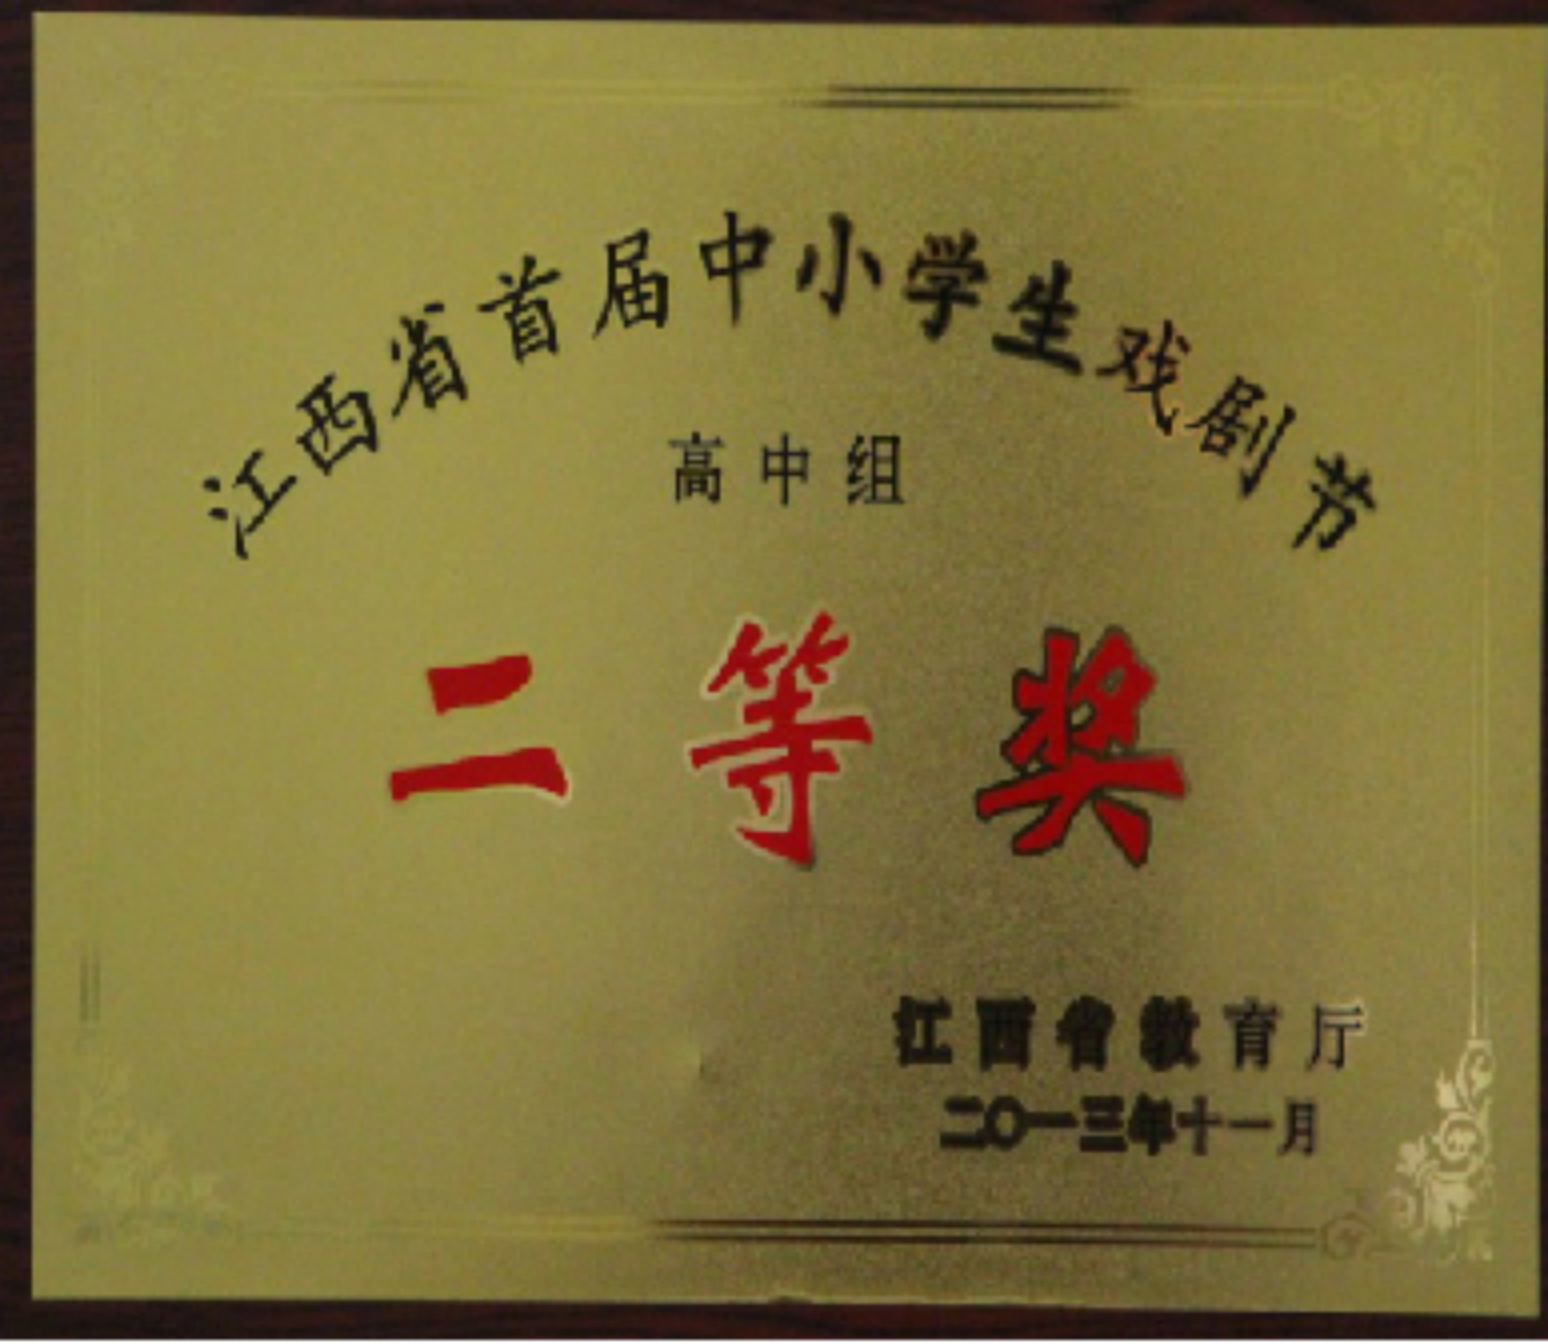 江西省首届中小学生戏剧节
高中组
二等奖
江西省教育厅
二〇一三年十一月